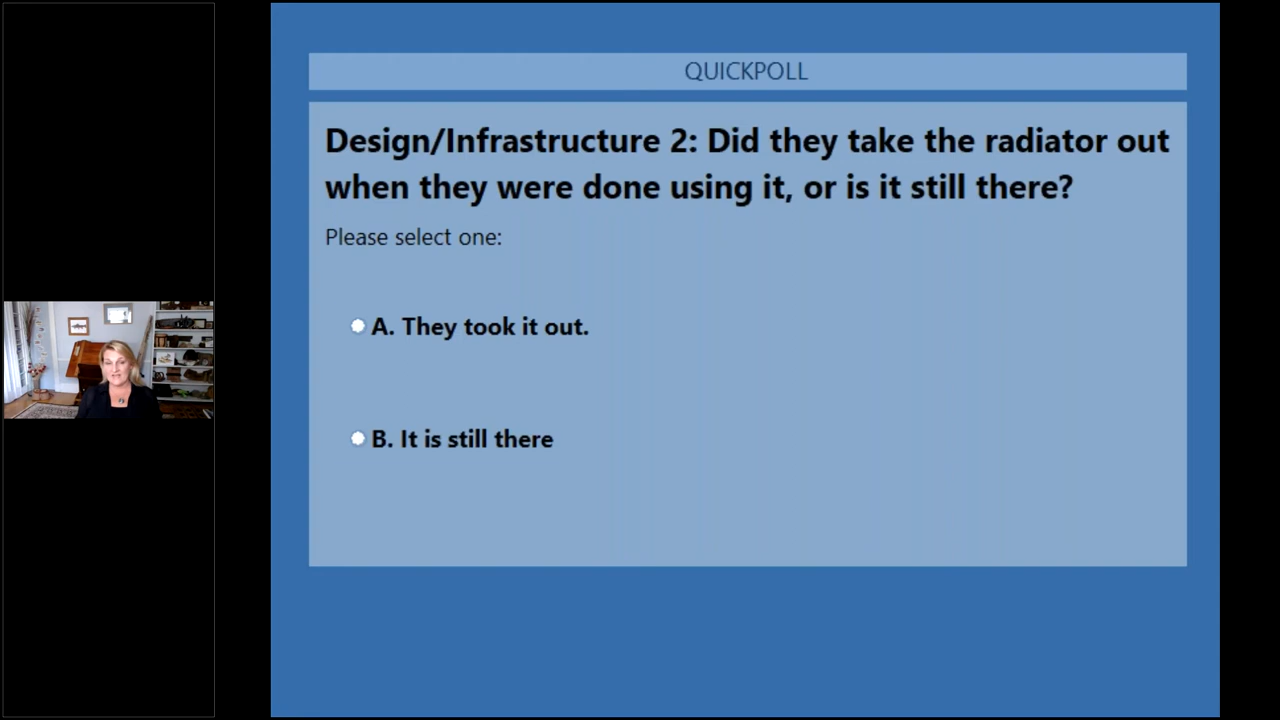 QUICKPOLL
Design/Infrastructure 2: Did they take the radiator out
when they were done using it, or is it still there?
Please select one:
A. They took it out.
B. It is still there